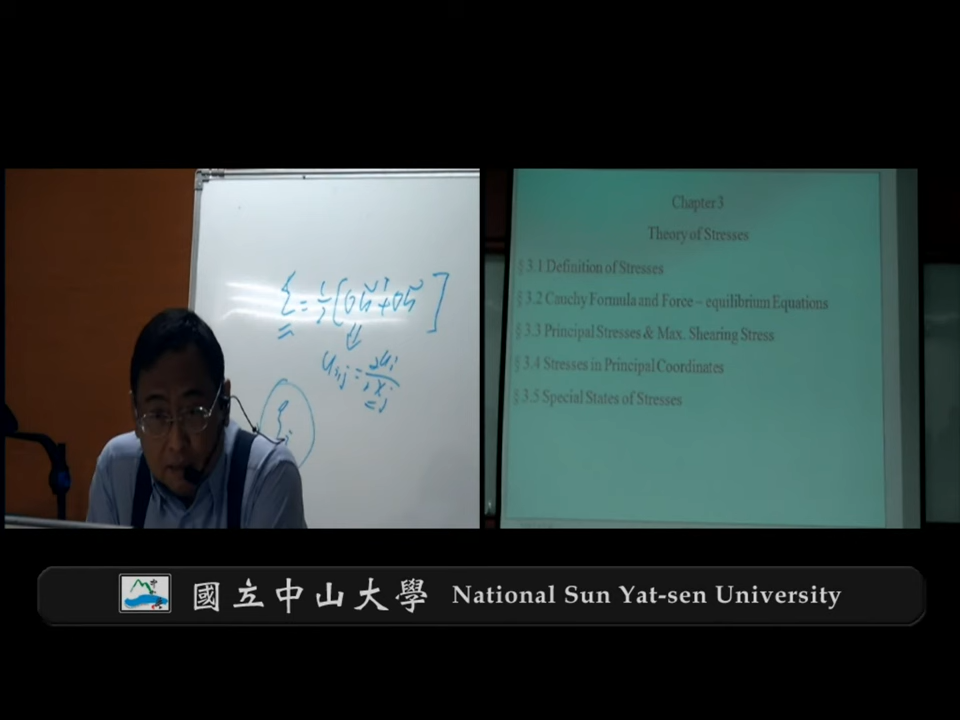 ε = 1/2 [∇u + ∇u]
u i,j = ∂u i / ∂x j
ε
Chapter 3
Theory of Stresses
§ 3.1 Definition of Stresses
§ 3.2 Cauchy Formula and Force – equilibrium Equations
§ 3.3 Principal Stresses & Max. Shearing Stress
§ 3.4 Stresses in Principal Coordinates
§ 3.5 Special States of Stresses
國立中山大學 National Sun Yat-sen University